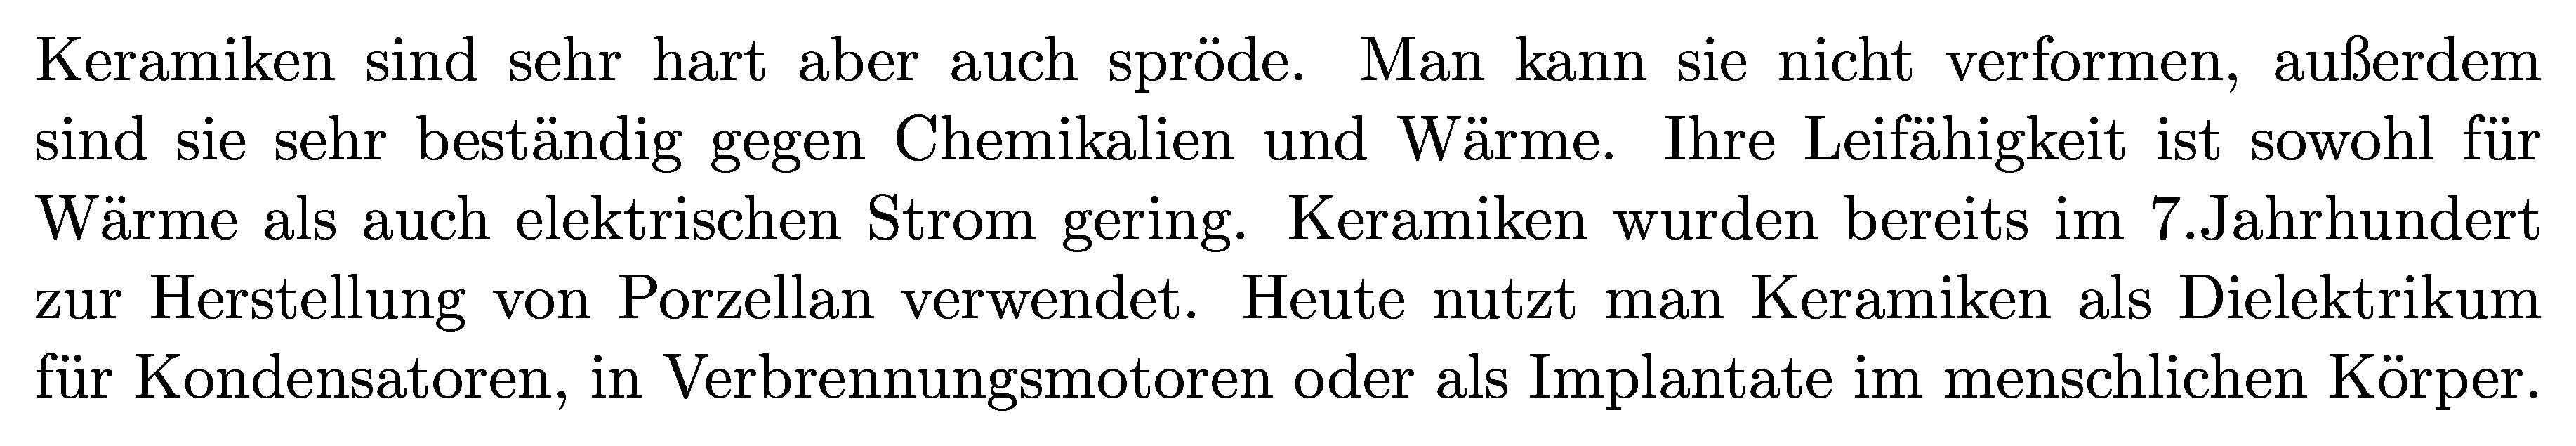 Keramiken sind sehr hart aber auch spröde. Man kann sie nicht verformen, außerdem
sind sie sehr beständig gegen Chemikalien und Wärme. Ihre Leifähigkeit ist sowohl für
Wärme als auch elektrischen Strom gering. Keramiken wurden bereits im 7.Jahrhundert
zur Herstellung von Porzellan verwendet. Heute nutzt man Keramiken als Dielektrikum
für Kondensatoren, in Verbrennungsmotoren oder als Implantate im menschlichen Körper.